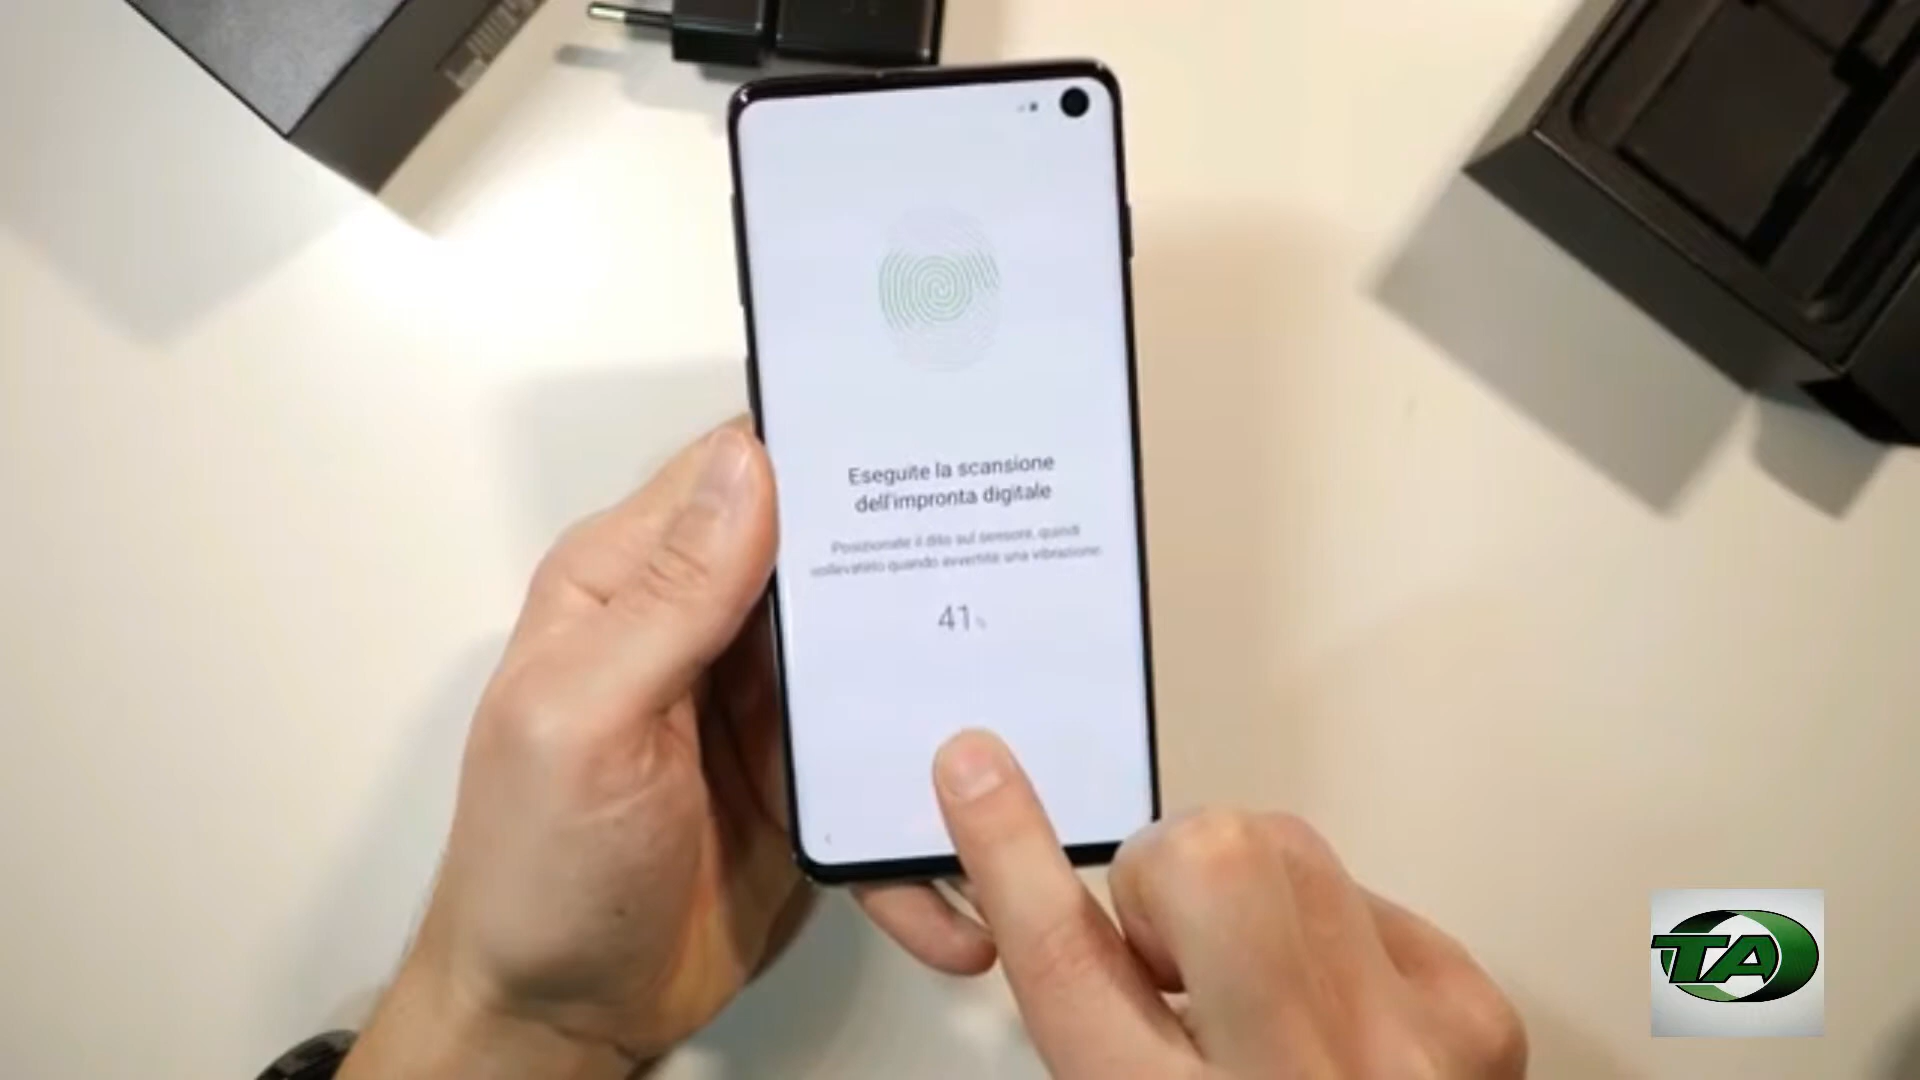 Eseguite la scansione
dell'impronta digitale
Posizionate il dito sul sensore, quindi
sollevatelo quando avvertite una vibrazione.
41%
TA